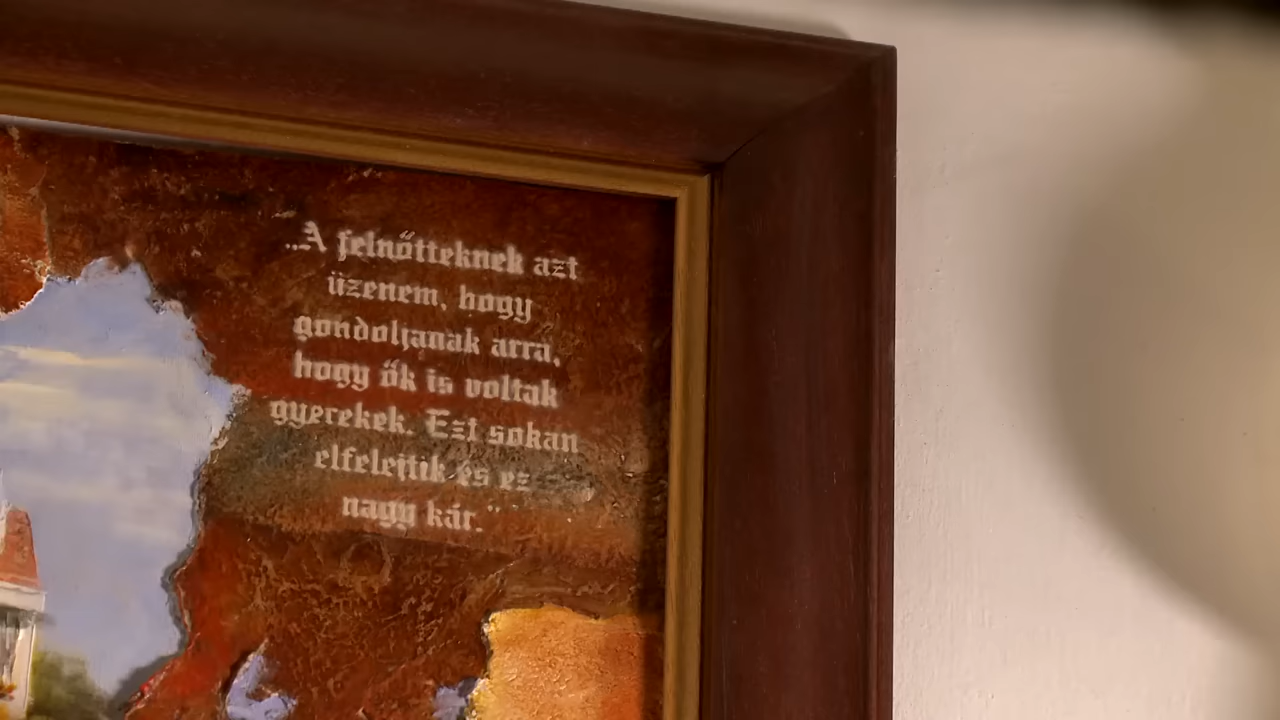 „A felnőtteknek azt
üzenem, hogy
gondoljanak arra,
hogy ők is voltak
gyerekek. Ezt sokan
elfelejtik és ez
nagy kár.”